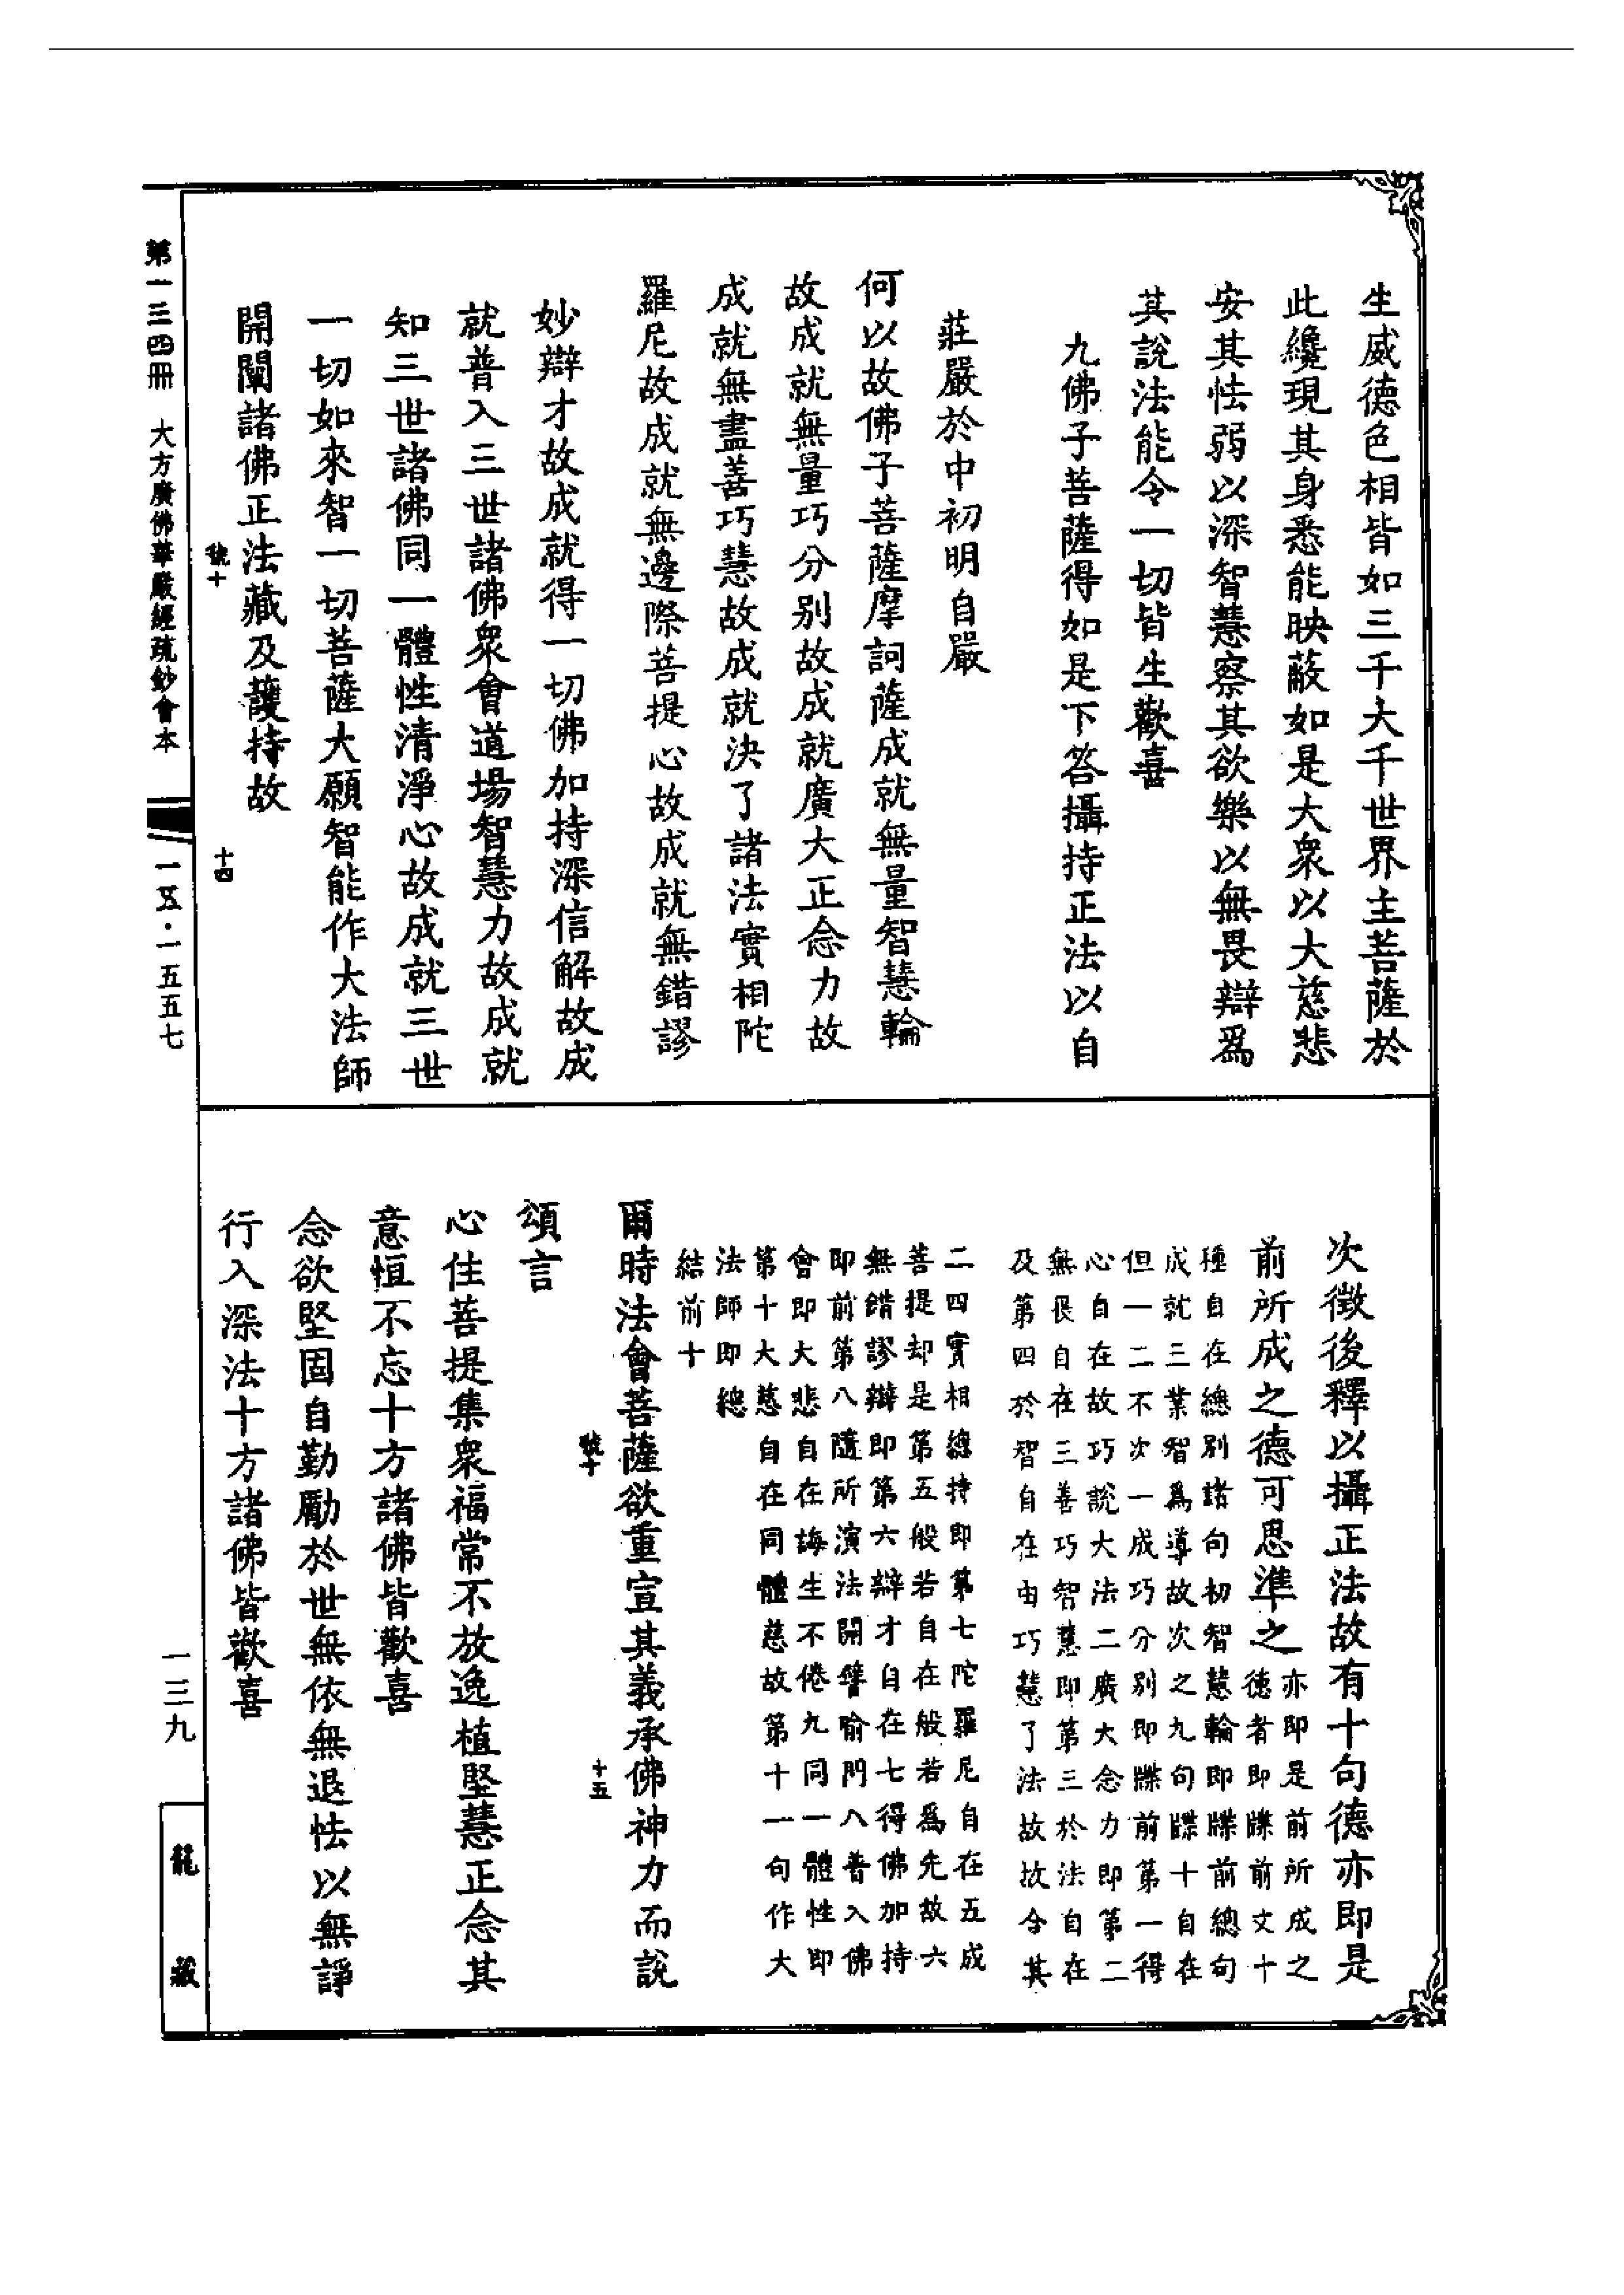 生威德色相皆如三千大千世界主菩薩於
此纔現其身悉能映蔽如是大衆以大慈悲
安其怯弱以深智慧察其欲樂以無畏辯爲
其說法能令一切皆生歡喜
九佛子菩薩得如是下答攝持正法以自
莊嚴於中初明自嚴
何以故佛子菩薩摩訶薩成就無量智慧輪
故成就無量巧分别故成就廣大正念力故
成就無盡善巧慧故成就決了諸法實相陀
羅尼故成就無邊際菩提心故成就無錯謬
妙辯才故成就得一切佛加持深信解故成
就普入三世諸佛衆會道場智慧力故成就
知三世諸佛同一體性清淨心故成就三世
一切如來智一切菩薩大願智能作大法師
開闡諸佛正法藏及護持故
號十
十四
次徵後釋以攝正法故有十句德亦即是
前所成之德可思準之亦即是前所成之
德者即牒前文十
種自在總別諸句初智慧輪即牒前總句
成就三業智爲導故次之九句牒十自在
但一二不次一成巧分別即牒前第一得
心自在故巧說大法二廣大念力即第二
無畏自在三善巧智慧即第三於法自在
及第四於智自在由巧慧了法故故合其
二四實相總持即第七陀羅尼自在五成
菩提却是第五般若自在般若爲先故六
無錯謬辯即第六辯才自在七得佛加持
即前第八隨所演法開譬喻門八普入佛
會即大悲自在誨生不倦九同一體性即
第十大慈自在同體慈故第十一句作大
法師即總
結前十
爾時法會菩薩欲重宣其義承佛神力而說
號十
十五
頌言
心住菩提集衆福常不放逸植堅慧正念其
意恒不忘十方諸佛皆歡喜
念欲堅固自勤勵於世無依無退怯以無諍
行入深法十方諸佛皆歡喜
第一三四冊 大方廣佛華嚴經疏鈔會本
一五·一五五七
一三九
龍藏